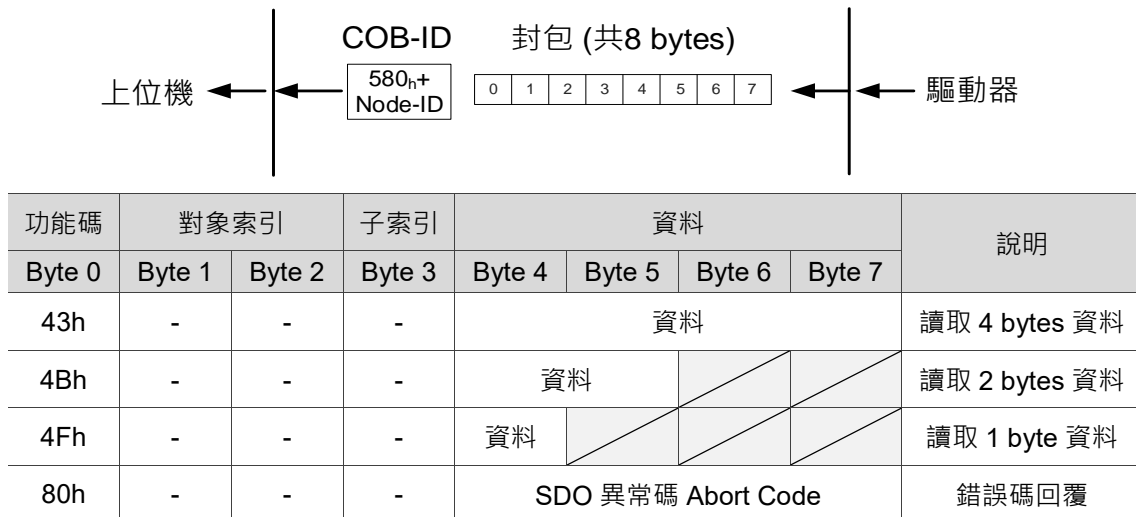 COB-ID 封包 (共8 bytes)
上位機 580h+ Node-ID 0 1 2 3 4 5 6 7 驅動器
功能碼 對象索引 子索引 資料 說明
Byte 0 Byte 1 Byte 2 Byte 3 Byte 4 Byte 5 Byte 6 Byte 7
43h - - - 資料 讀取 4 bytes 資料
4Bh - - - 資料 讀取 2 bytes 資料
4Fh - - - 資料 讀取 1 byte 資料
80h - - - SDO 異常碼 Abort Code 錯誤碼回覆